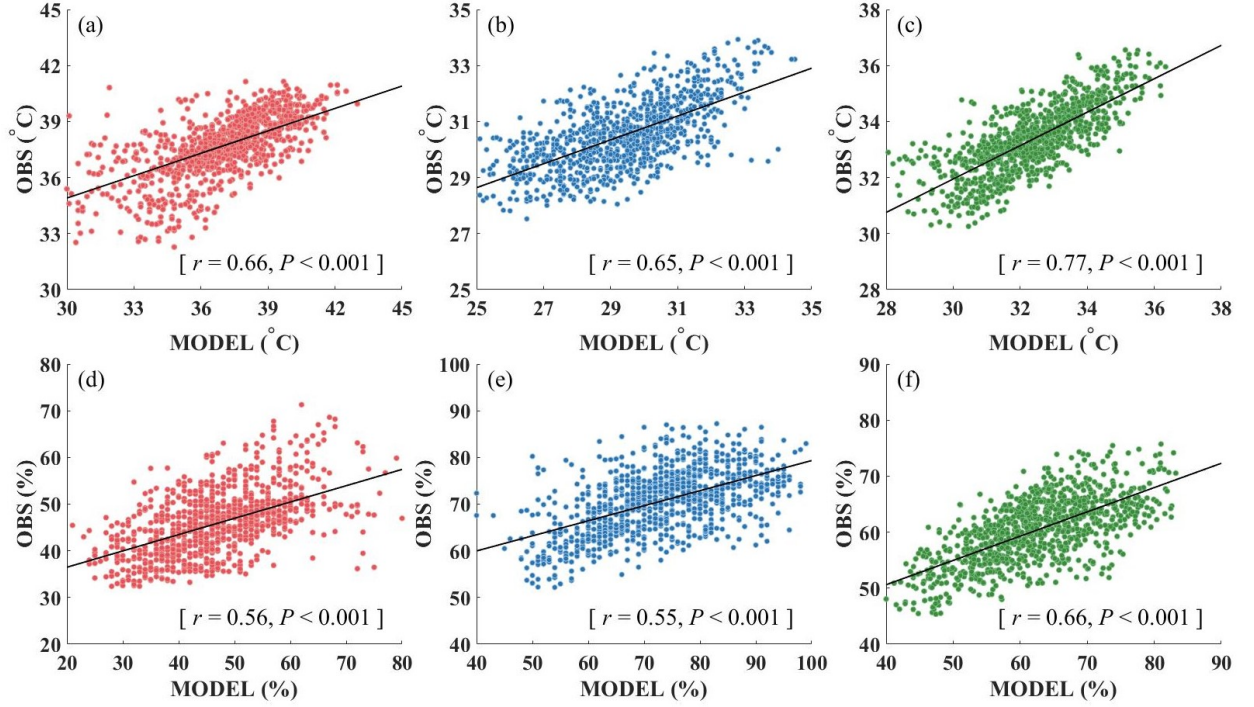 (a)
45
42
39
36
33
30
OBS (°C)
[ r = 0.66, P < 0.001 ]
30 33 36 39 42 45
MODEL (°C)
(b)
35
33
31
29
27
25
OBS (°C)
[ r = 0.65, P < 0.001 ]
25 27 29 31 33 35
MODEL (°C)
(c)
38
36
34
32
30
28
OBS (°C)
[ r = 0.77, P < 0.001 ]
28 30 32 34 36 38
MODEL (°C)
(d)
80
70
60
50
40
30
20
OBS (%)
[ r = 0.56, P < 0.001 ]
20 30 40 50 60 70 80
MODEL (%)
(e)
100
90
80
70
60
50
40
OBS (%)
[ r = 0.55, P < 0.001 ]
40 50 60 70 80 90 100
MODEL (%)
(f)
90
80
70
60
50
40
OBS (%)
[ r = 0.66, P < 0.001 ]
40 50 60 70 80 90
MODEL (%)